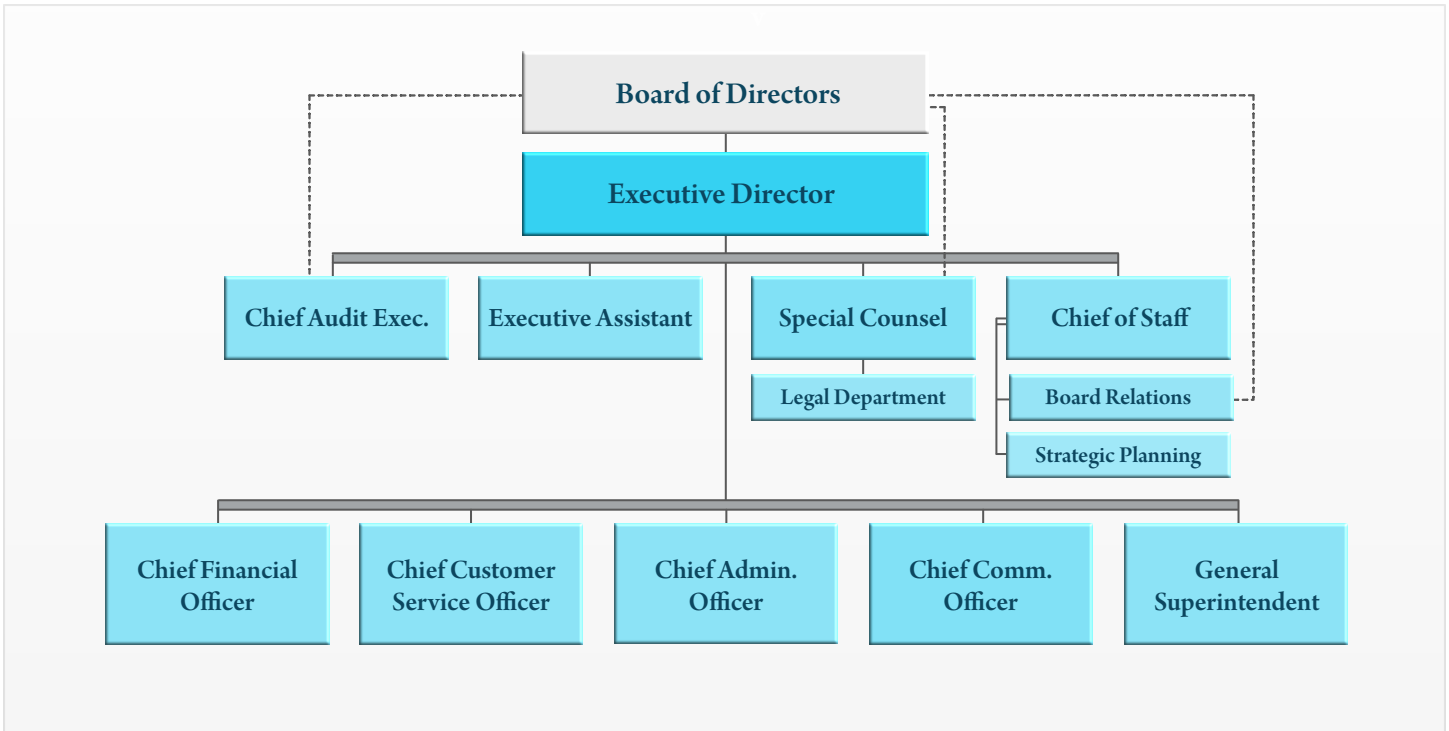 Board of Directors
Executive Director
Chief Audit Exec.
Executive Assistant
Special Counsel
Chief of Staff
Legal Department
Board Relations
Strategic Planning
Chief Financial
Officer
Chief Customer
Service Officer
Chief Admin.
Officer
Chief Comm.
Officer
General
Superintendent